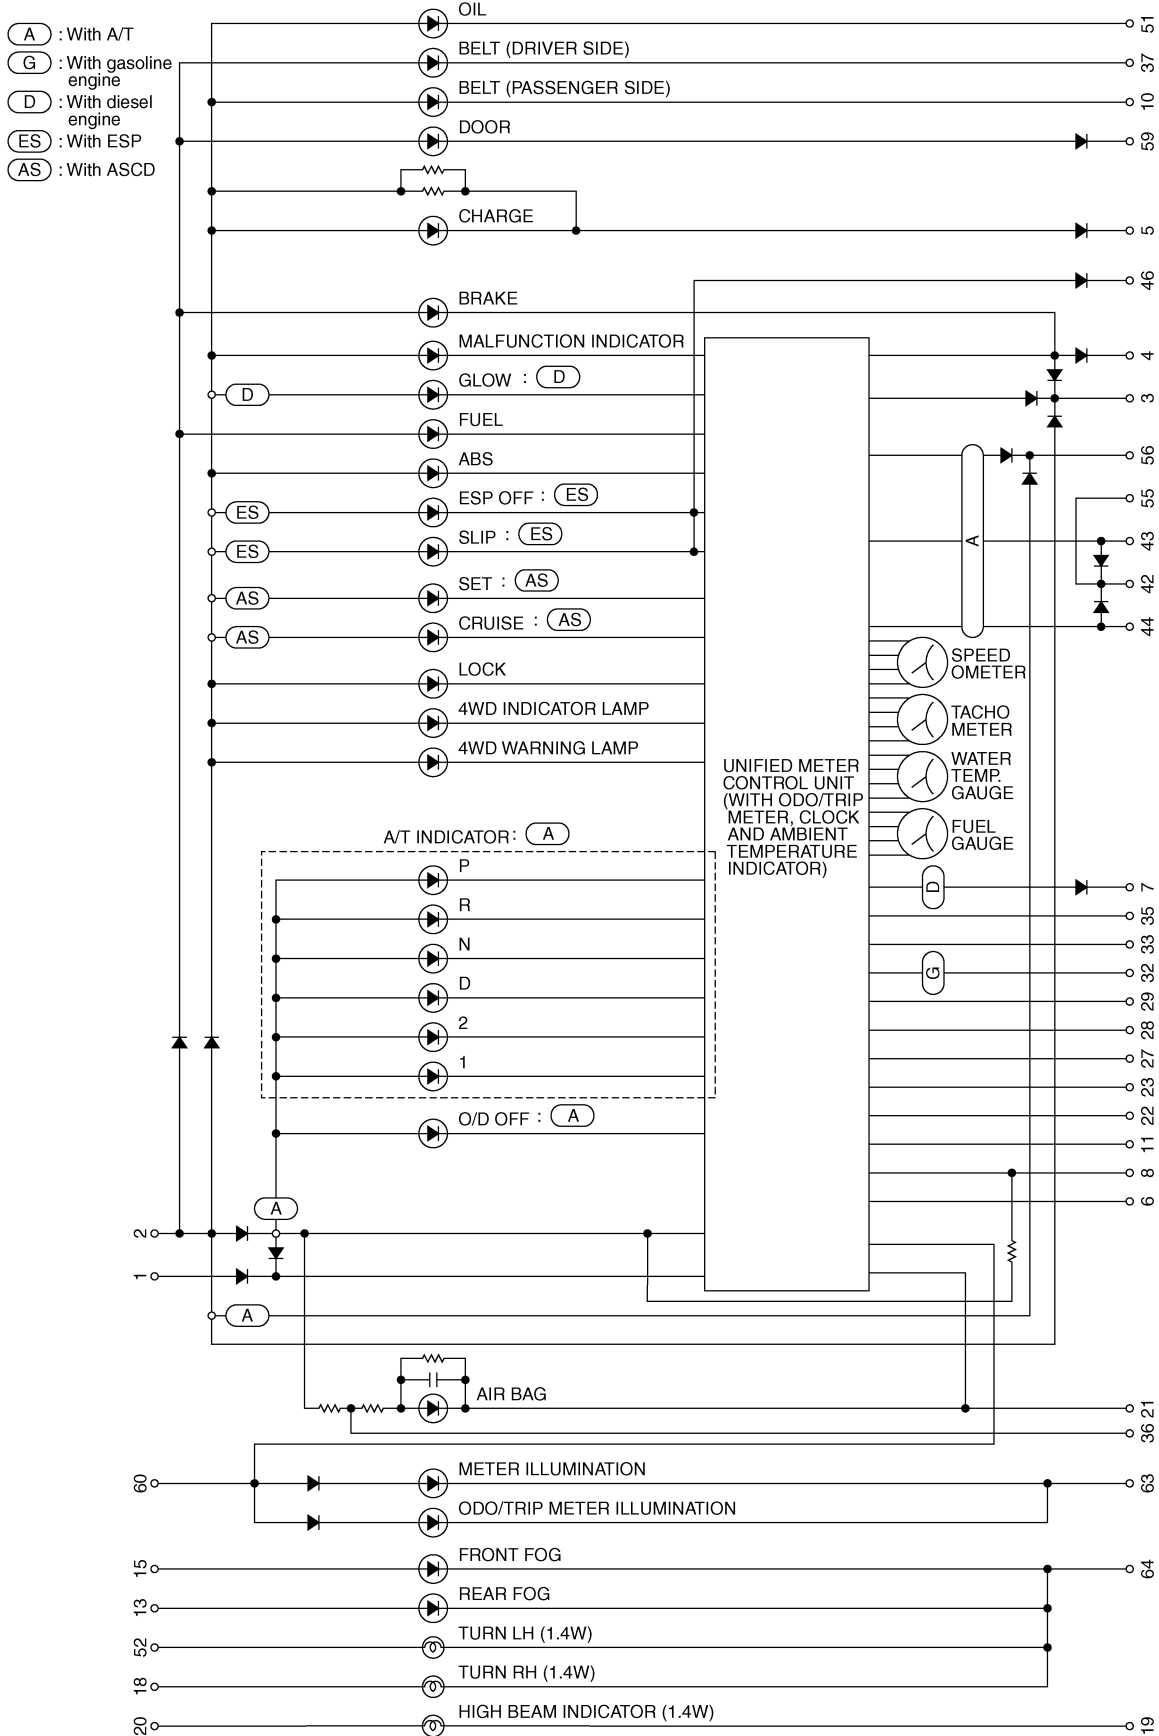 A : With A/T
G : With gasoline
engine
D : With diesel
engine
ES : With ESP
AS : With ASCD
OIL 51
BELT (DRIVER SIDE) 37
BELT (PASSENGER SIDE) 10
DOOR 59
CHARGE 5
46
BRAKE
MALFUNCTION INDICATOR 4
D GLOW : D 3
FUEL
ABS 56
ES ESP OFF : ES 55
ES SLIP : ES A 43
42
AS SET : AS
AS CRUISE : AS 44
LOCK
4WD INDICATOR LAMP
4WD WARNING LAMP
SPEED
OMETER
TACHO
METER
WATER
TEMP.
GAUGE
FUEL
GAUGE
UNIFIED METER
CONTROL UNIT
(WITH ODO/TRIP
METER, CLOCK
AND AMBIENT
TEMPERATURE
INDICATOR)
A/T INDICATOR : A
P D 7
R 35
N 33
G 32
D 29
2 28
27
1 23
O/D OFF : A 22
11
8
A 6
2
1
A
AIR BAG 21
36
60 METER ILLUMINATION 63
ODO/TRIP METER ILLUMINATION
15 FRONT FOG 64
13 REAR FOG
52 TURN LH (1.4W)
18 TURN RH (1.4W)
20 HIGH BEAM INDICATOR (1.4W) 19